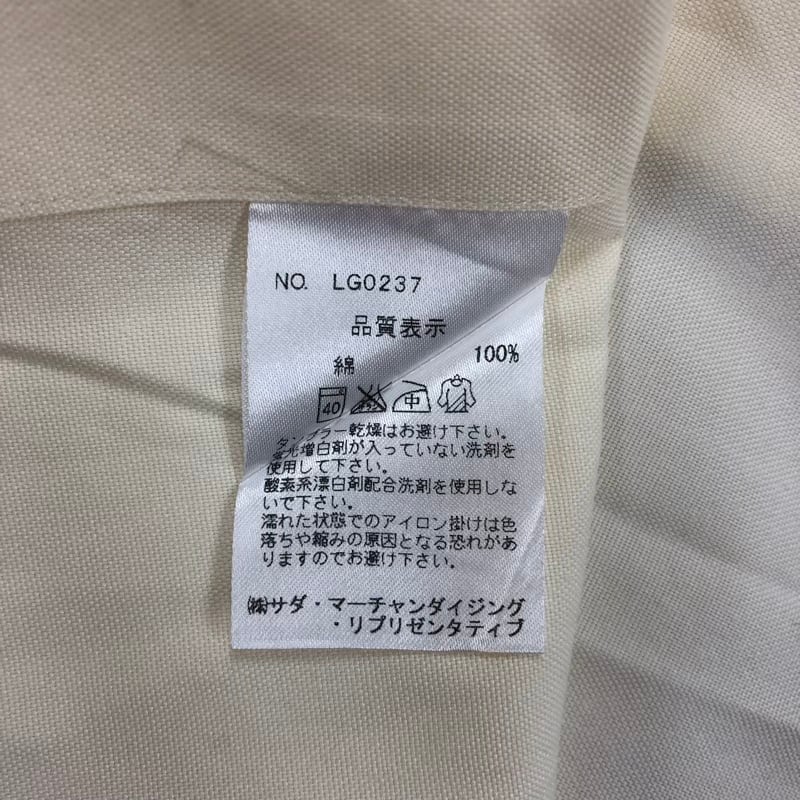 NO. LG0237
品質表示
綿 100%
40 中
タンブラー乾燥はお避け下さい。
蛍光増白剤が入っていない洗剤を
使用して下さい。
酸素系漂白剤配合洗剤を使用しな
いで下さい。
濡れた状態でのアイロン掛けは色
落ちや縮みの原因となる恐れがあ
りますのでお避け下さい。
㈱サダ・マーチャンダイジング
・リプリゼンタティブ